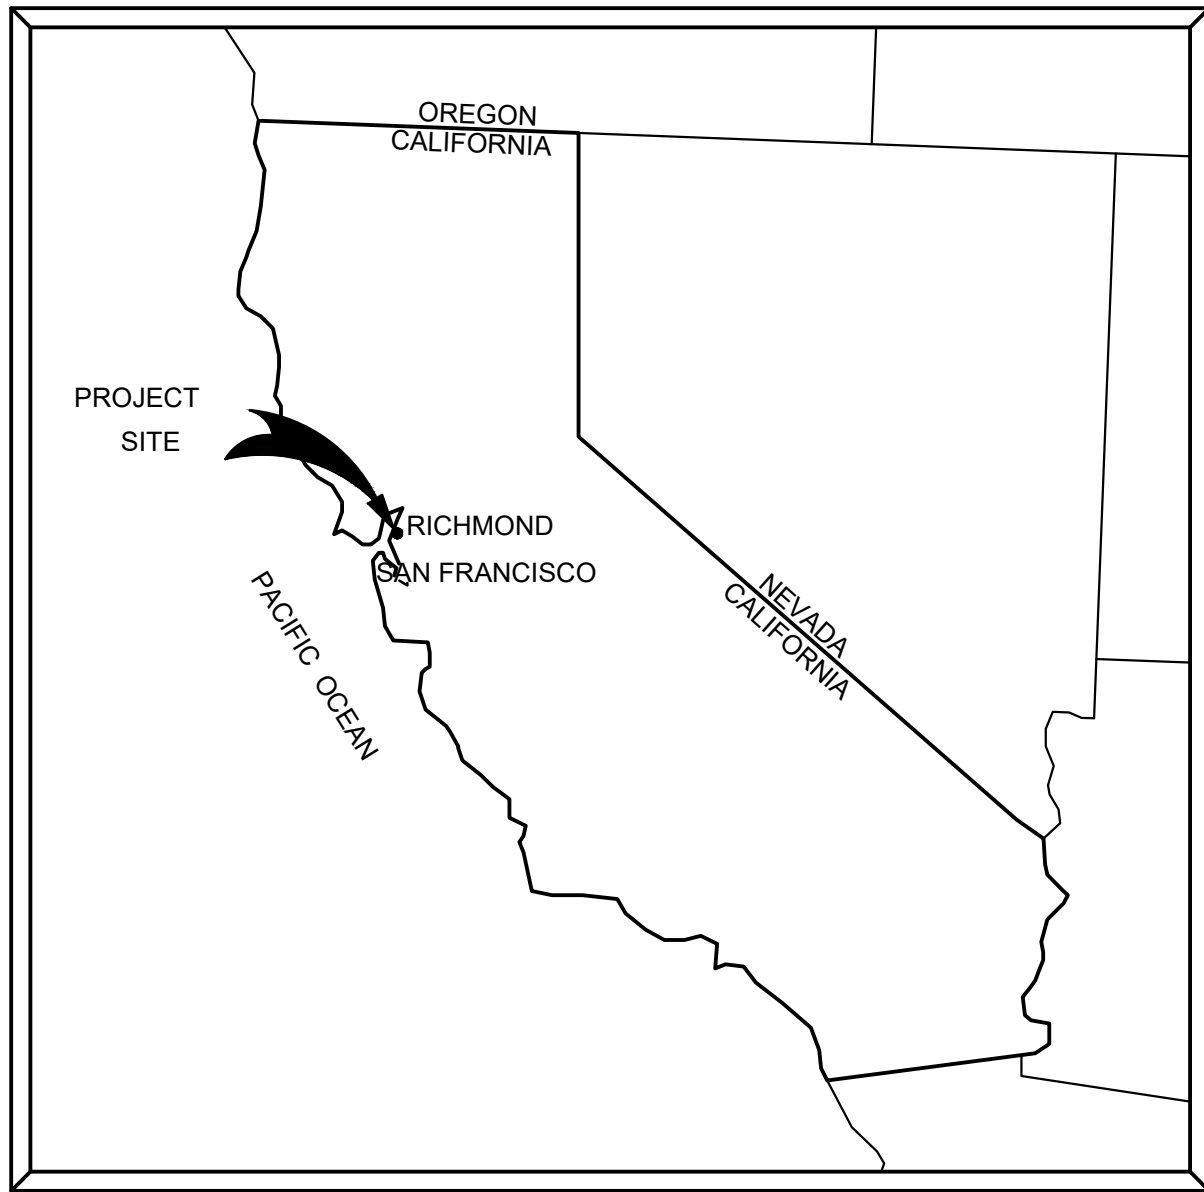 OREGON
CALIFORNIA
PROJECT
SITE
RICHMOND
SAN FRANCISCO
PACIFIC OCEAN
NEVADA
CALIFORNIA